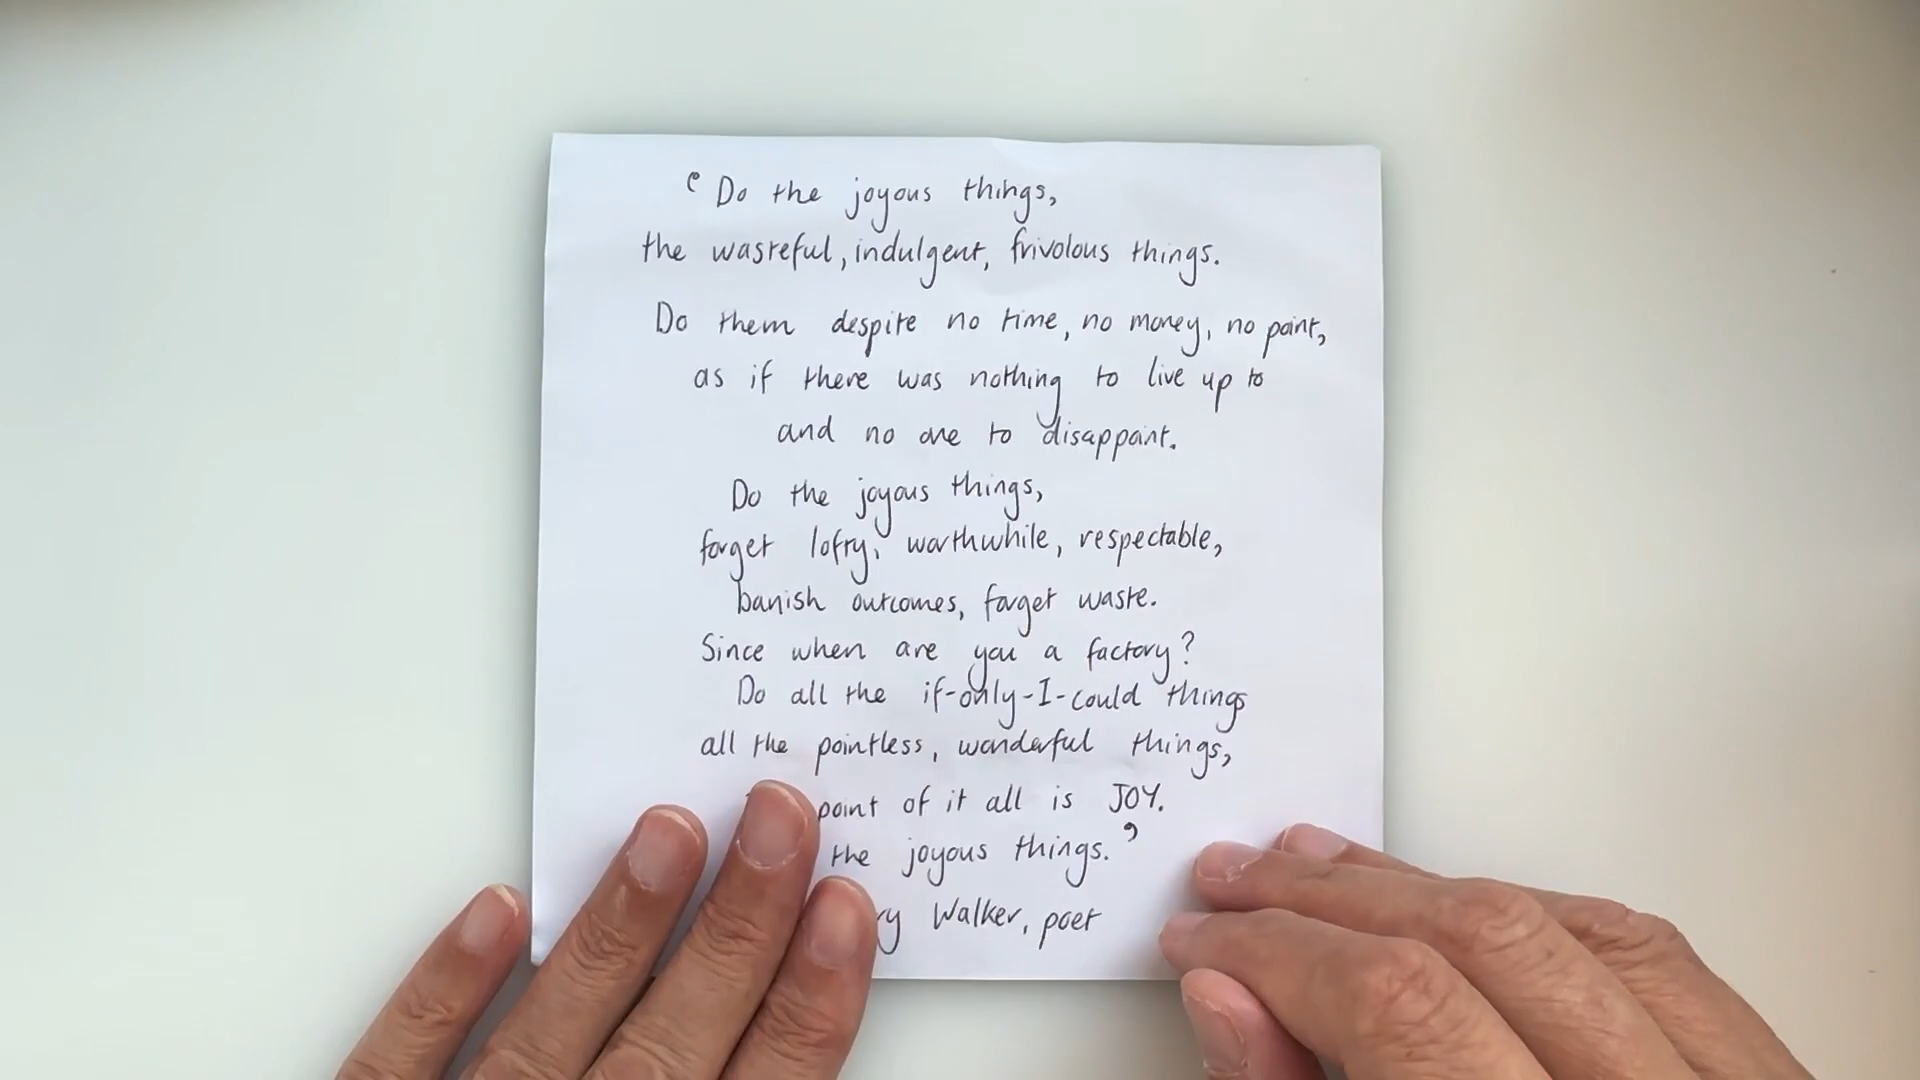 ‘Do the joyous things,
the wasteful, indulgent, frivolous things.
Do them despite no time, no money, no point,
as if there was nothing to live up to
and no one to disappoint.
Do the joyous things,
forget lofty, worthwhile, respectable,
banish outcomes, forget waste.
Since when are you a factory?
Do all the if-only-I-could things
all the pointless, wonderful things,
point of it all is JOY.
the joyous things.’
Walker, poet